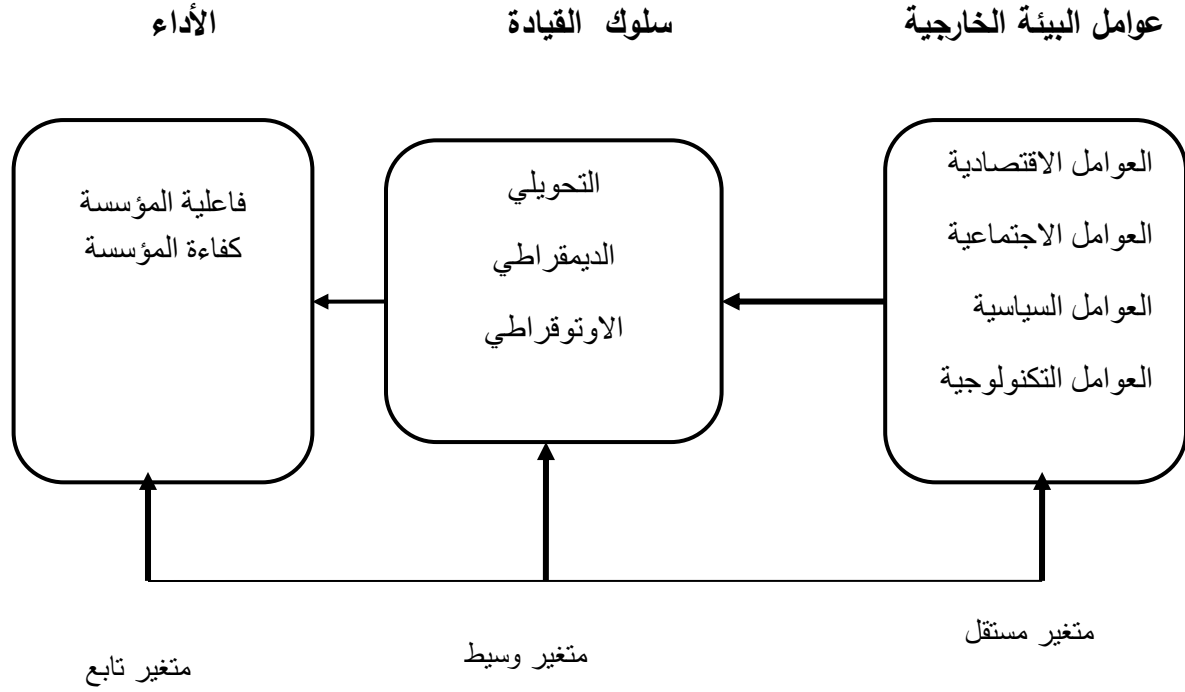 عوامل البيئة الخارجية
سلوك القيادة
الأداء
العوامل الاقتصادية
العوامل الاجتماعية
العوامل السياسية
العوامل التكنولوجية
التحويلي
الديمقراطي
الاوتوقراطي
فاعلية المؤسسة
كفاءة المؤسسة
متغير مستقل
متغير وسيط
متغير تابع